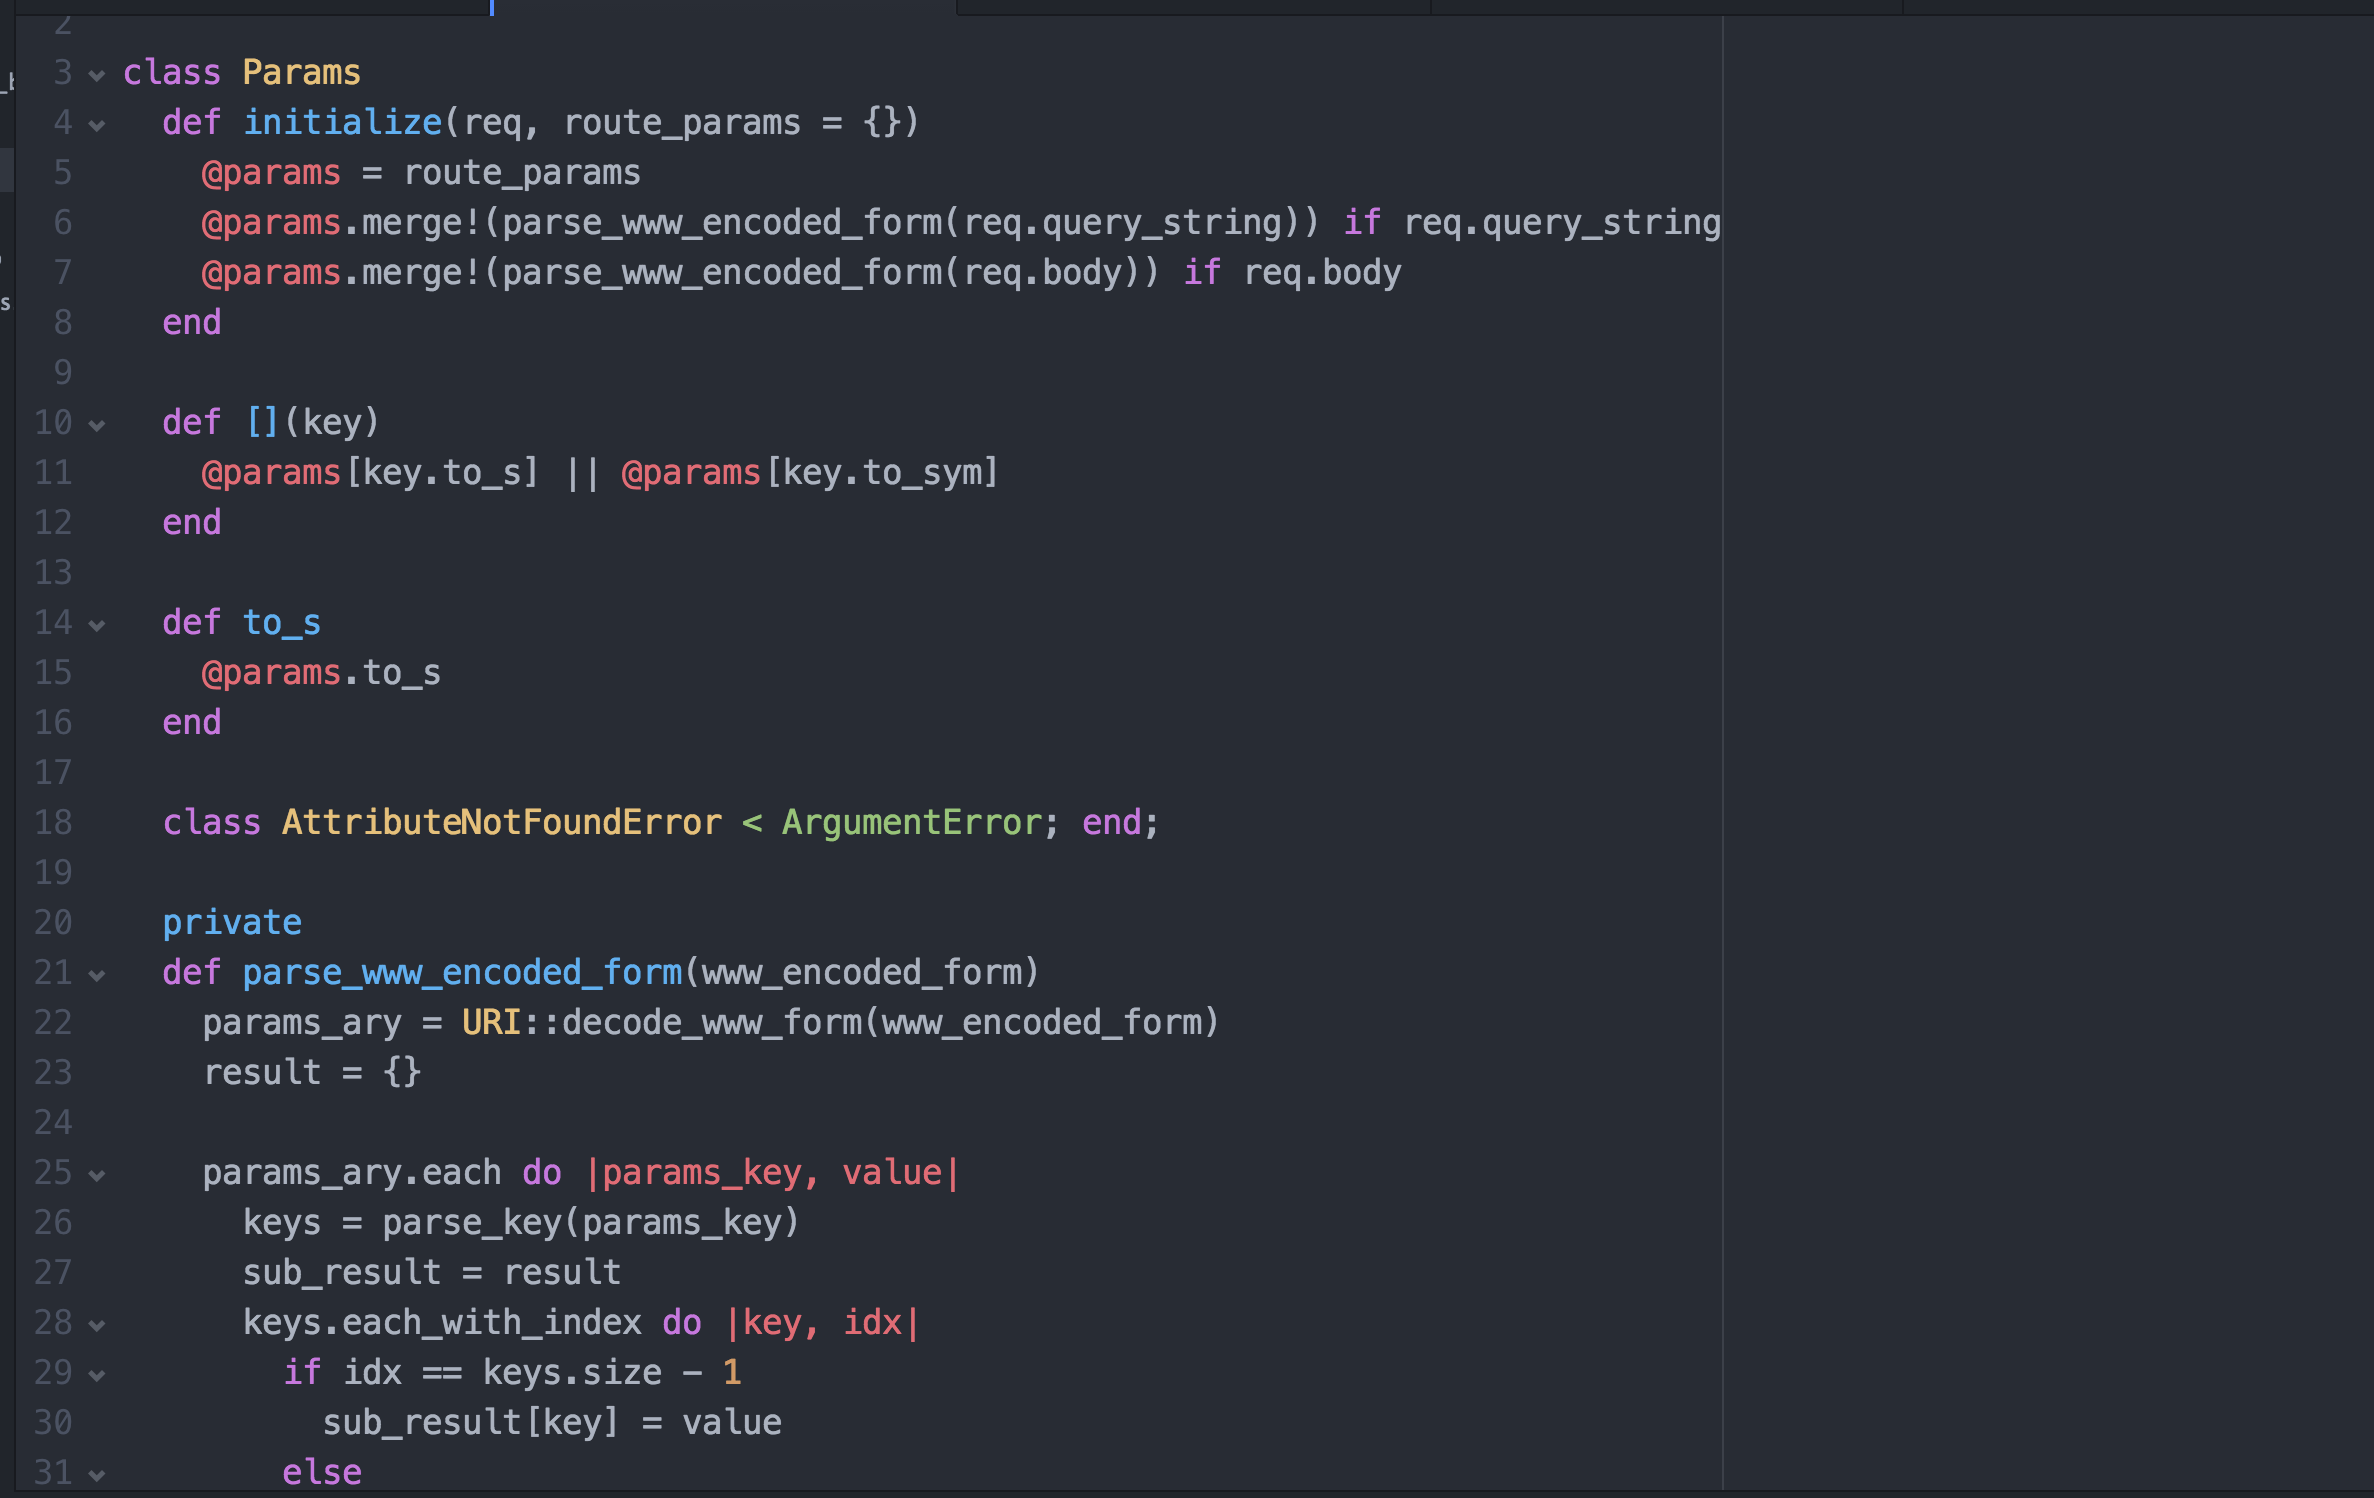 2
3 class Params
4   def initialize(req, route_params = {})
5     @params = route_params
6     @params.merge!(parse_www_encoded_form(req.query_string)) if req.query_string
7     @params.merge!(parse_www_encoded_form(req.body)) if req.body
8   end
9
10   def [](key)
11     @params[key.to_s] || @params[key.to_sym]
12   end
13
14   def to_s
15     @params.to_s
16   end
17
18   class AttributeNotFoundError < ArgumentError; end;
19
20   private
21   def parse_www_encoded_form(www_encoded_form)
22     params_ary = URI::decode_www_form(www_encoded_form)
23     result = {}
24
25     params_ary.each do |params_key, value|
26       keys = parse_key(params_key)
27       sub_result = result
28       keys.each_with_index do |key, idx|
29         if idx == keys.size - 1
30           sub_result[key] = value
31         else